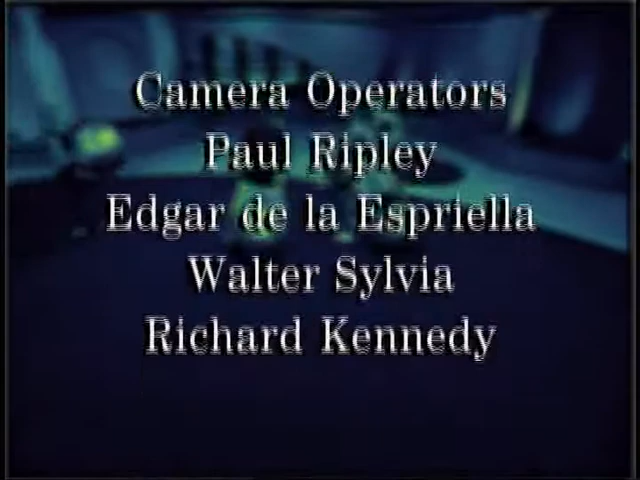 Camera Operators
Paul Ripley
Edgar de la Espriella
Walter Sylvia
Richard Kennedy